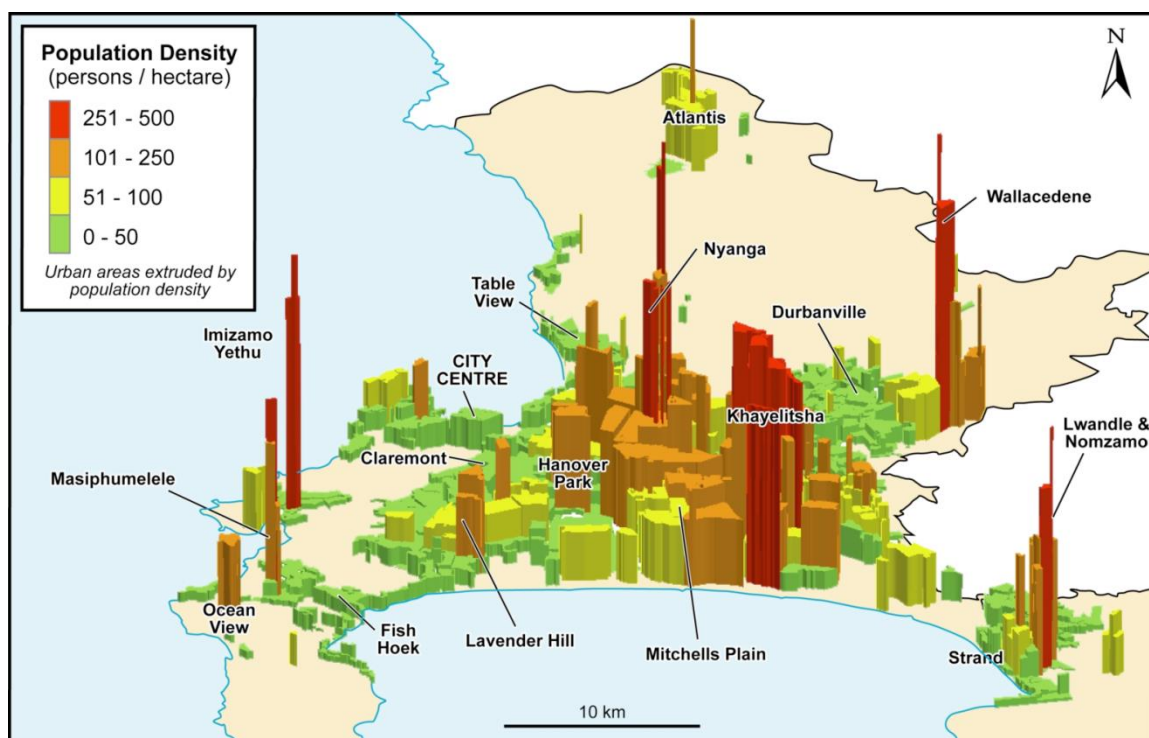 Population Density
(persons / hectare)
251 - 500
101 - 250
51 - 100
0 - 50
Urban areas extruded by
population density
N
Atlantis
Wallacedene
Nyanga
Table
View
Durbanville
Imizamo
Yethu
CITY
CENTRE
Khayelitsha
Lwandle &
Nomzamo
Claremont
Hanover
Park
Masiphumelele
Ocean
View
Fish
Hoek
Lavender Hill
Mitchells Plain
Strand
10 km